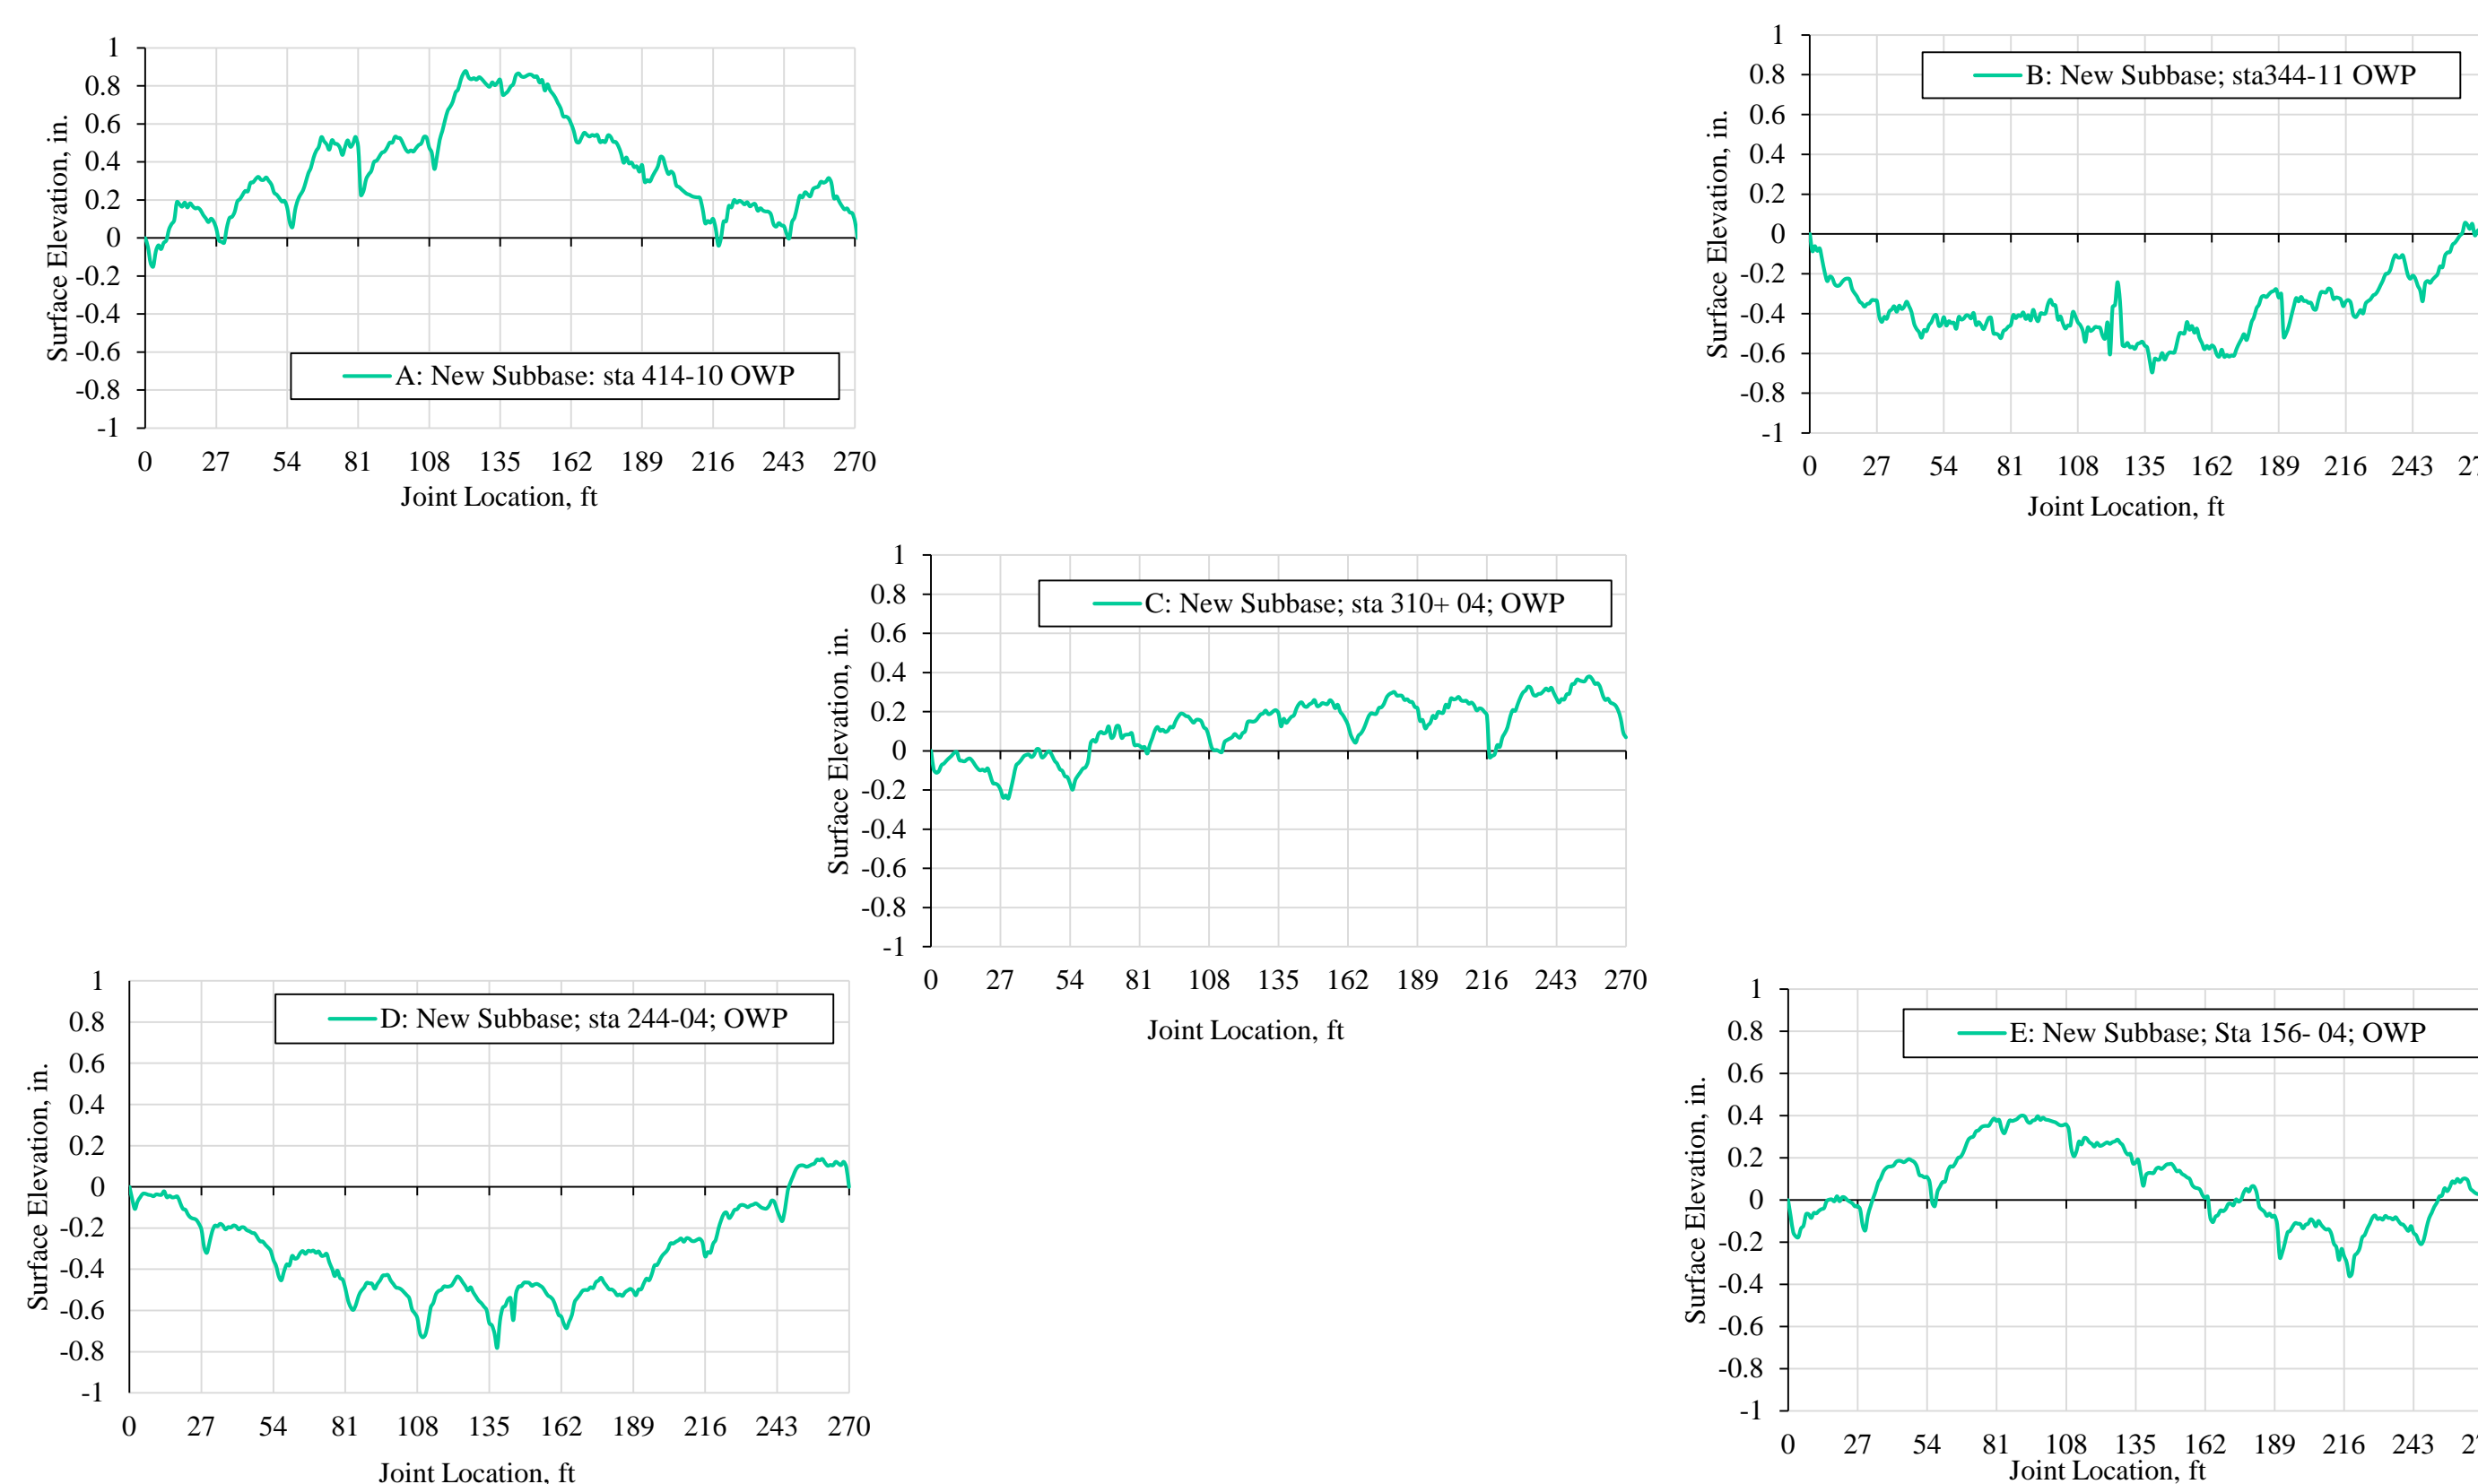 1
0.8
0.6
0.4
0.2
0
-0.2
-0.4
-0.6
-0.8
-1
Surface Elevation, in.
A: New Subbase: sta 414-10 OWP
0 27 54 81 108 135 162 189 216 243 270
Joint Location, ft
1
0.8
0.6
0.4
0.2
0
-0.2
-0.4
-0.6
-0.8
-1
Surface Elevation, in.
B: New Subbase; sta344-11 OWP
0 27 54 81 108 135 162 189 216 243
Joint Location, ft
1
0.8
0.6
0.4
0.2
0
-0.2
-0.4
-0.6
-0.8
-1
Surface Elevation, in.
C: New Subbase; sta 310+ 04; OWP
0 27 54 81 108 135 162 189 216 243 270
Joint Location, ft
1
0.8
0.6
0.4
0.2
0
-0.2
-0.4
-0.6
-0.8
-1
Surface Elevation, in.
D: New Subbase; sta 244-04; OWP
0 27 54 81 108 135 162 189 216 243 270
Joint Location, ft
1
0.8
0.6
0.4
0.2
0
-0.2
-0.4
-0.6
-0.8
-1
Surface Elevation, in.
E: New Subbase; Sta 156- 04; OWP
0 27 54 81 108 135 162 189 216 243
Joint Location, ft